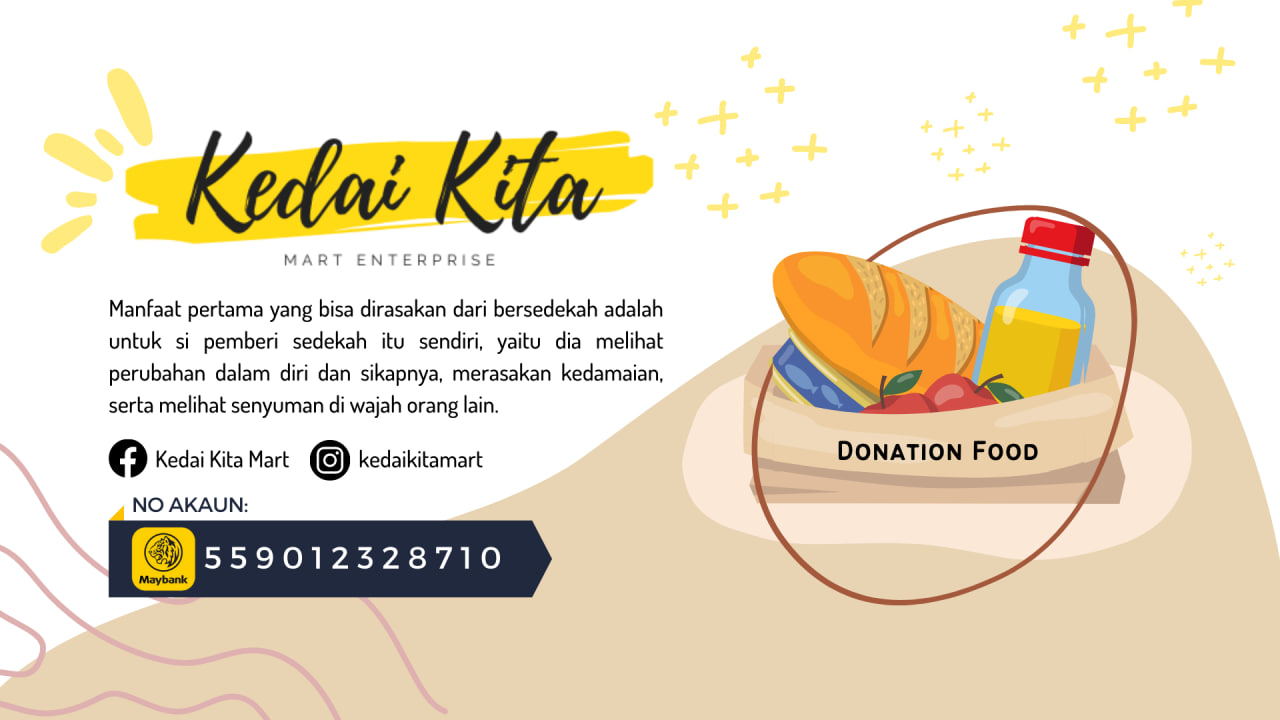 Kedai Kita
MART ENTERPRISE
Manfaat pertama yang bisa dirasakan dari bersedekah adalah
untuk si pemberi sedekah itu sendiri, yaitu dia melihat
perubahan dalam diri dan sikapnya, merasakan kedamaian,
serta melihat senyuman di wajah orang lain.
Kedai Kita Mart kedaikitamart
NO AKAUN:
Maybank 559012328710
DONATION FOOD